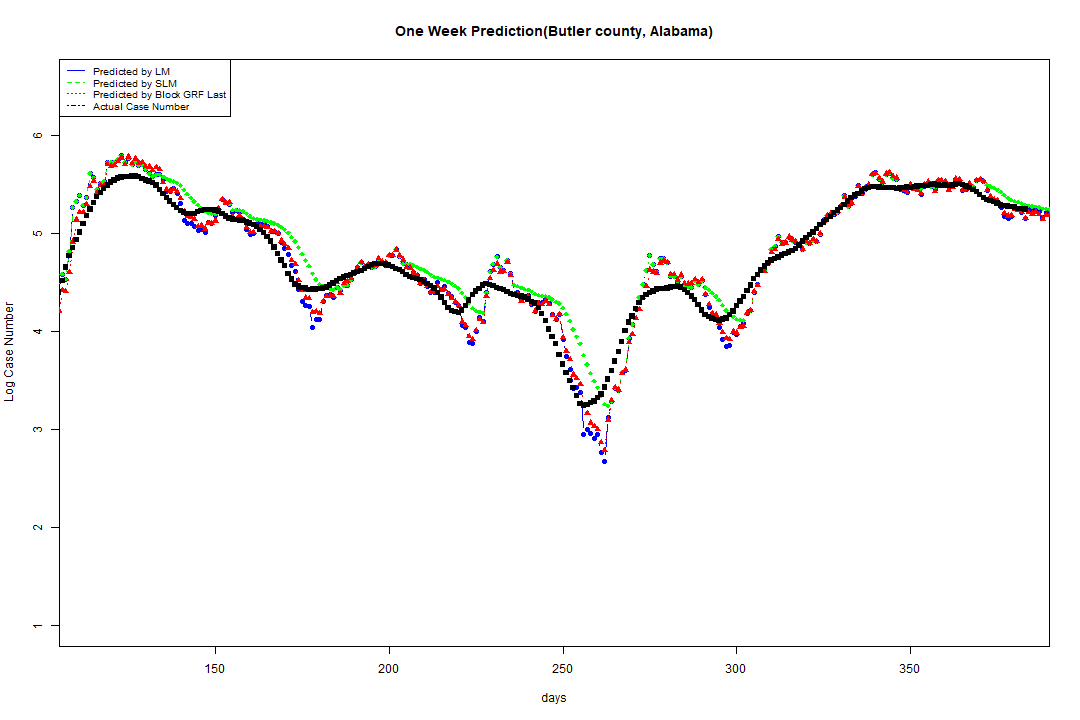 One Week Prediction(Butler county, Alabama)
Predicted by LM
Predicted by SLM
Predicted by Block GRF Last
Actual Case Number
6
5
4
3
2
1
Log Case Number
150 200 250 300 350
days